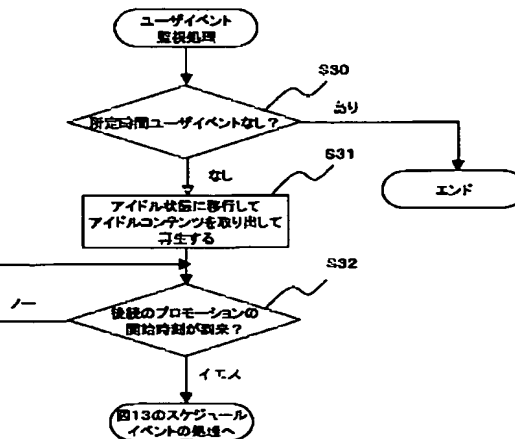 ユーザイベント
監視処理
S30
所定時間ユーザイベントなし?
あり
なし
S31
エンド
アイドル状態に移行して
アイドルコンテンツを取り出して
再生する
S32
ノー
後続のプロモーションの
開始時刻が到来?
イエス
図13のスケジュール
イベントの処理へ